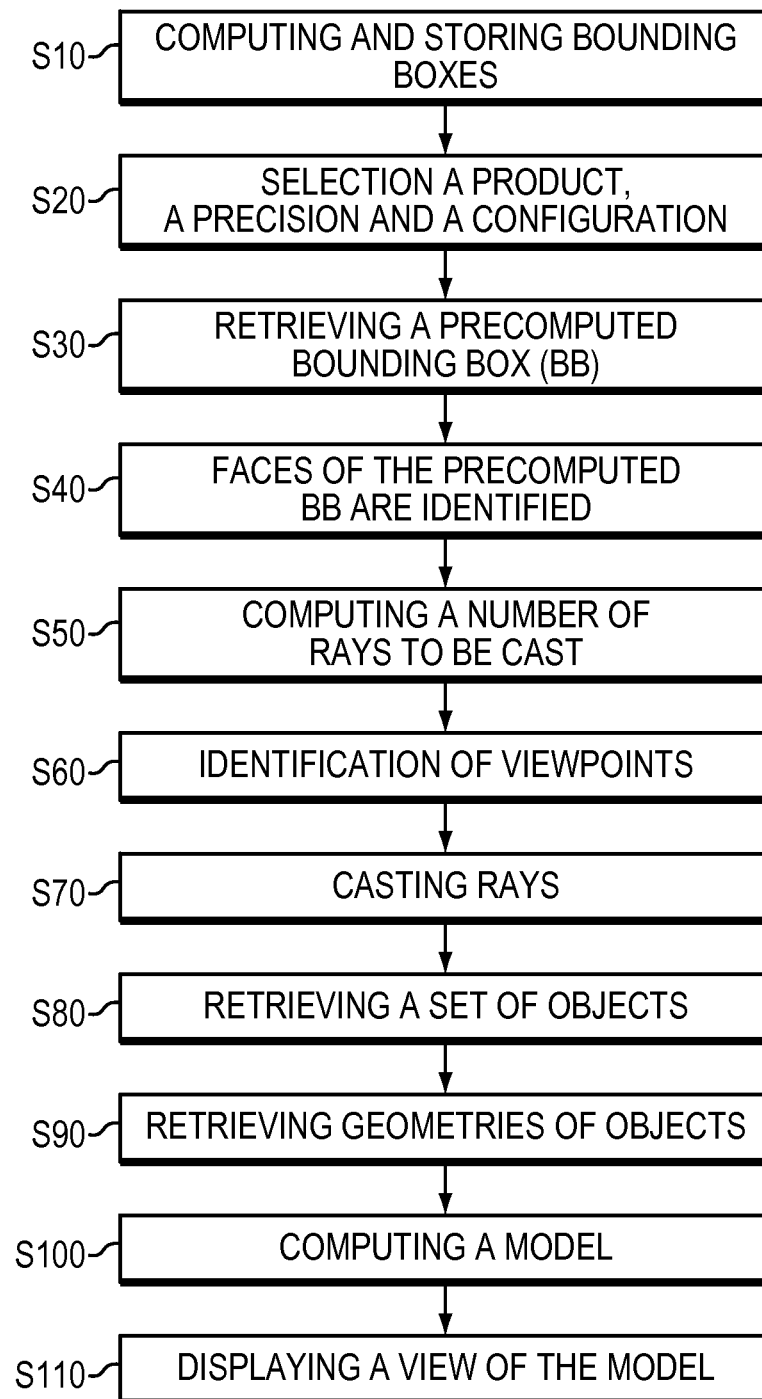 S10
COMPUTING AND STORING BOUNDING
BOXES
S20
SELECTION A PRODUCT,
A PRECISION AND A CONFIGURATION
S30
RETRIEVING A PRECOMPUTED
BOUNDING BOX (BB)
S40
FACES OF THE PRECOMPUTED
BB ARE IDENTIFIED
S50
COMPUTING A NUMBER OF
RAYS TO BE CAST
S60
IDENTIFICATION OF VIEWPOINTS
S70
CASTING RAYS
S80
RETRIEVING A SET OF OBJECTS
S90
RETRIEVING GEOMETRIES OF OBJECTS
S100
COMPUTING A MODEL
S110
DISPLAYING A VIEW OF THE MODEL